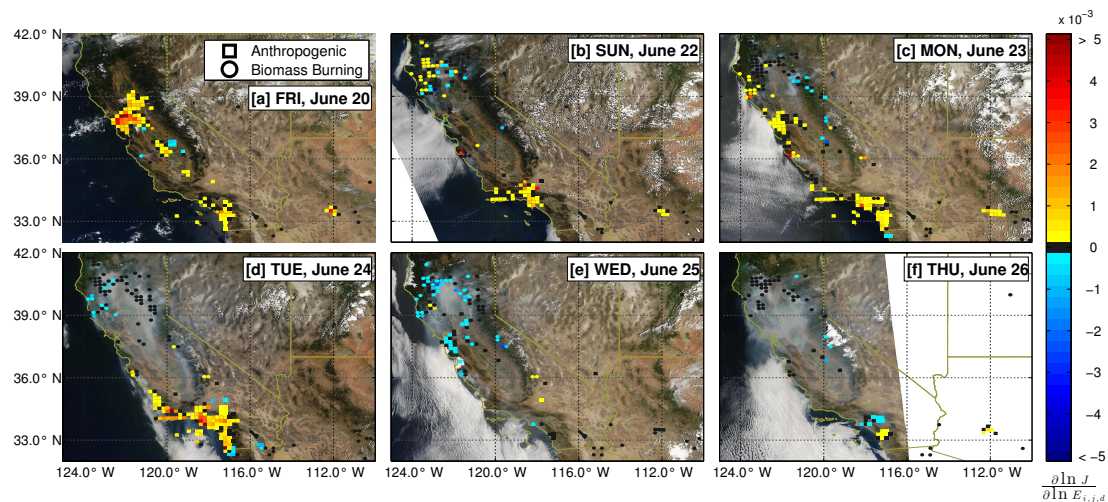 x 10⁻³
42.0° N
Anthropogenic
Biomass Burning
[a] FRI, June 20
[b] SUN, June 22
[c] MON, June 23
39.0° N
36.0° N
33.0° N
> 5
4
3
2
1
0
−1
−2
−3
−4
< −5
42.0° N
[d] TUE, June 24
[e] WED, June 25
[f] THU, June 26
39.0° N
36.0° N
33.0° N
124.0° W 120.0° W 116.0° W 112.0° W
124.0° W 120.0° W 116.0° W 112.0° W
124.0° W 120.0° W 116.0° W 112.0° W
∂ ln J
∂ ln E i,j,d